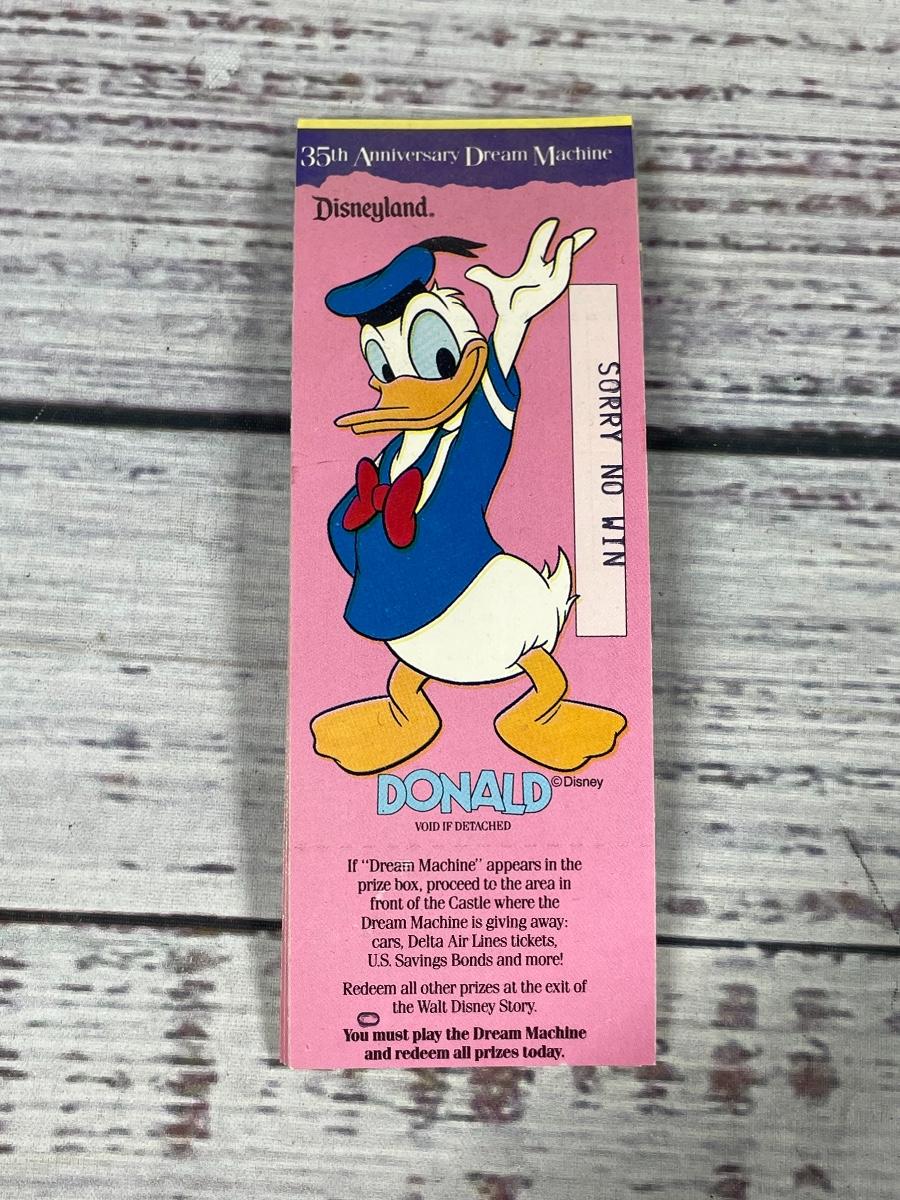 35th Anniversary Dream Machine
Disneyland®
SORRY NO WIN
DONALD © Disney
VOID IF DETACHED
If "Dream Machine" appears in the
prize box, proceed to the area in
front of the Castle where the
Dream Machine is giving away:
cars, Delta Air Lines tickets,
U.S. Savings Bonds and more!
Redeem all other prizes at the exit of
the Walt Disney Story.
You must play the Dream Machine
and redeem all prizes today.